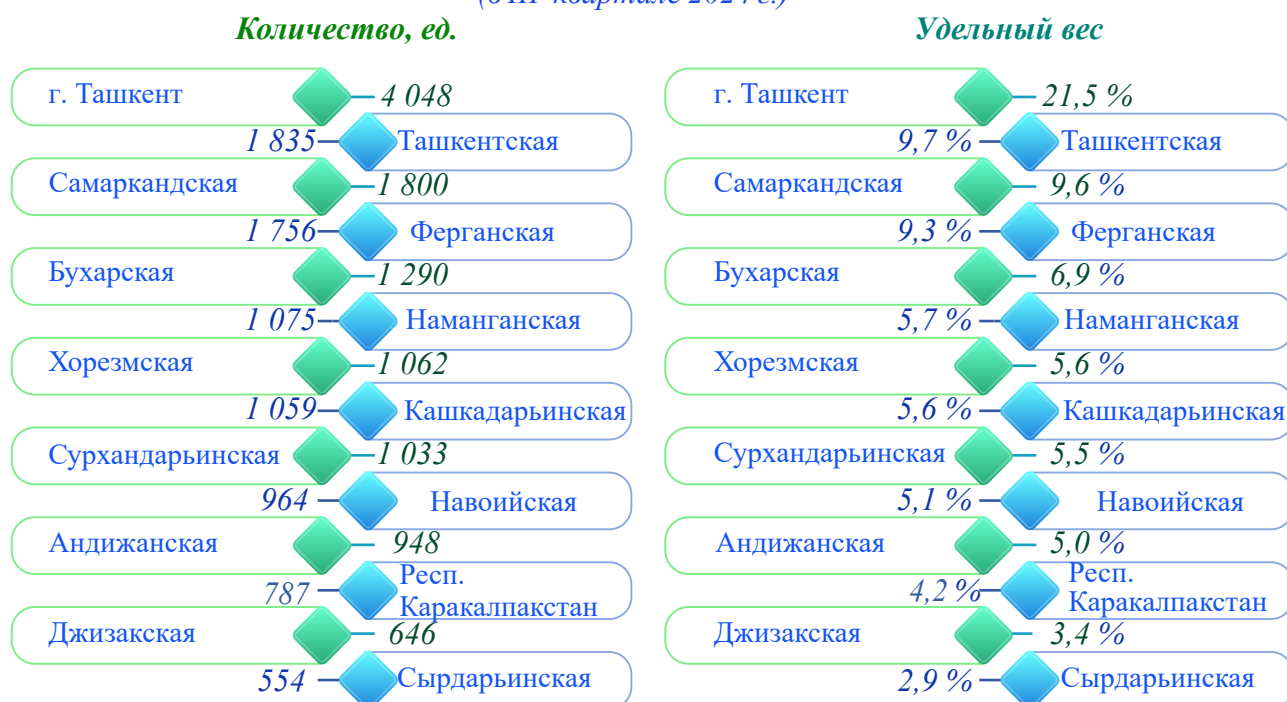 (в III квартале 2024 г.)
Количество, ед.
г. Ташкент 4 048
1 835 Ташкентская
Самаркандская 1 800
1 756 Ферганская
Бухарская 1 290
1 075 Наманганская
Хорезмская 1 062
1 059 Кашкадарьинская
Сурхандарьинская 1 033
964 Навоийская
Андижанская 948
787 Респ.
Каракалпакстан
Джизакская 646
554 Сырдарьинская
Удельный вес
г. Ташкент 21,5 %
9,7 % Ташкентская
Самаркандская 9,6 %
9,3 % Ферганская
Бухарская 6,9 %
5,7 % Наманганская
Хорезмская 5,6 %
5,6 % Кашкадарьинская
Сурхандарьинская 5,5 %
5,1 % Навоийская
Андижанская 5,0 %
4,2 % Респ.
Каракалпакстан
Джизакская 3,4 %
2,9 % Сырдарьинская